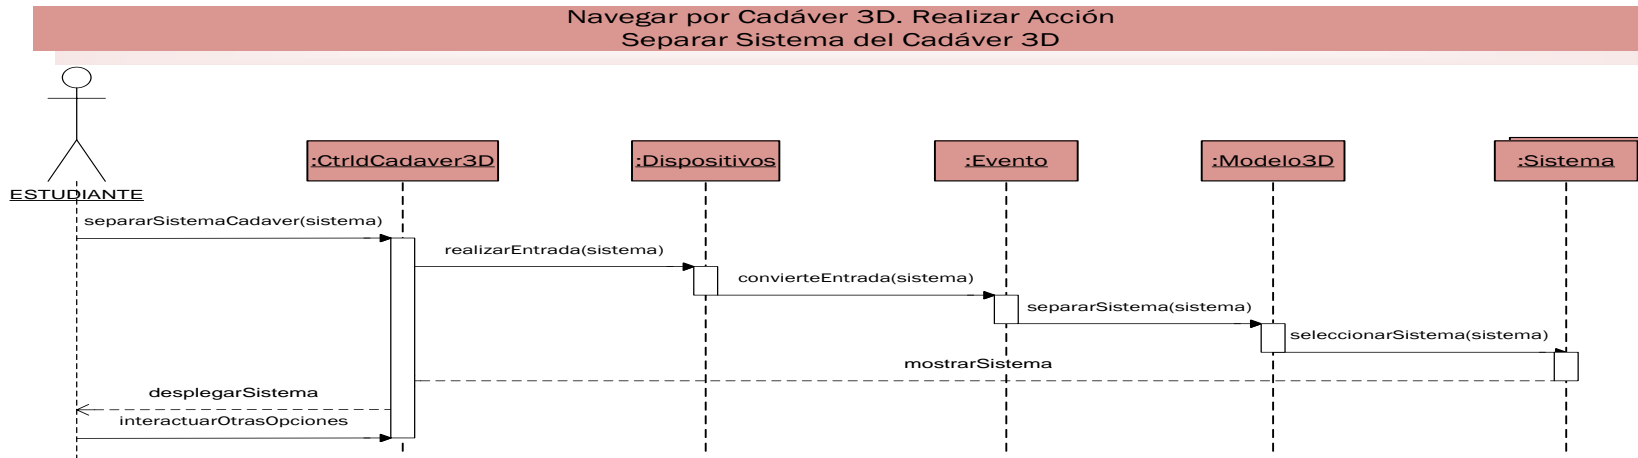 Navegar por Cadáver 3D. Realizar Acción
Separar Sistema del Cadáver 3D
ESTUDIANTE
:CtrldCadaver3D
:Dispositivos
:Evento
:Modelo3D
:Sistema
separarSistemaCadaver(sistema)
realizarEntrada(sistema)
convierteEntrada(sistema)
separarSistema(sistema)
seleccionarSistema(sistema)
mostrarSistema
desplegarSistema
interactuarOtrasOpciones